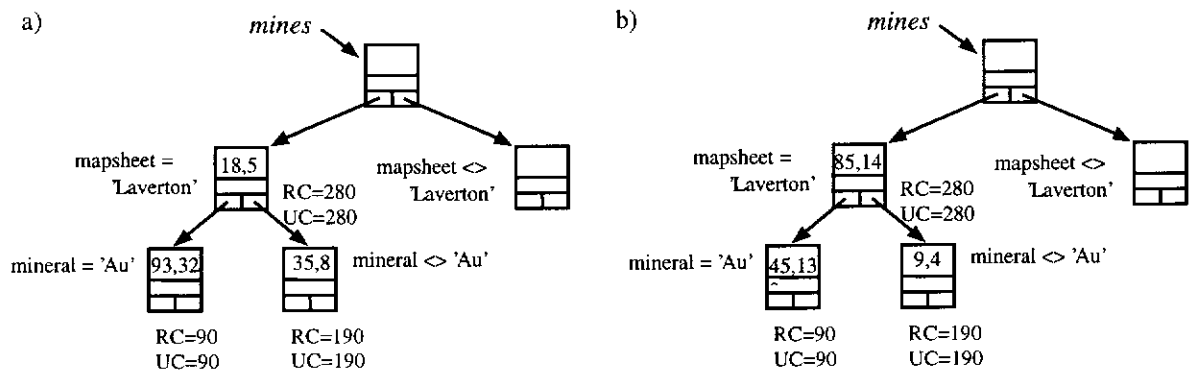 a)
mines
mapsheet =
'Laverton'
18,5
mapsheet <>
'Laverton'
RC=280
UC=280
mineral = 'Au'
93,32
35,8
mineral <> 'Au'
RC=90
UC=90
RC=190
UC=190
b)
mines
mapsheet =
'Laverton'
85,14
mapsheet <>
'Laverton'
RC=280
UC=280
mineral = 'Au'
45,13
9,4
mineral <> 'Au'
RC=90
UC=90
RC=190
UC=190